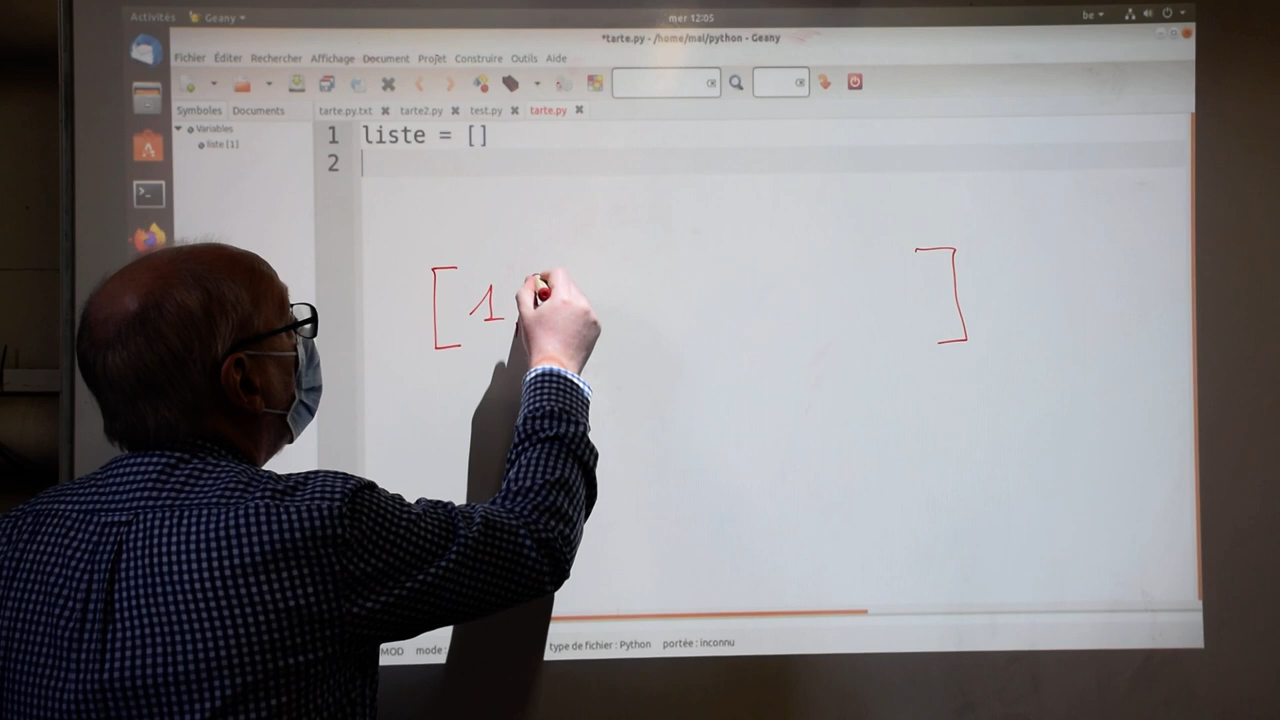 Activités Geany mer 12:05 be
*tarte.py - /home/mai/python - Geany
Fichier Éditer Rechercher Affichage Document Projet Construire Outils Aide
Symboles Documents tarte.py.txt tarte2.py test.py tarte.py
Variables
liste [1]
1 liste = []
2
[ 1 ]
MOD mode: type de fichier : Python portée : inconnu